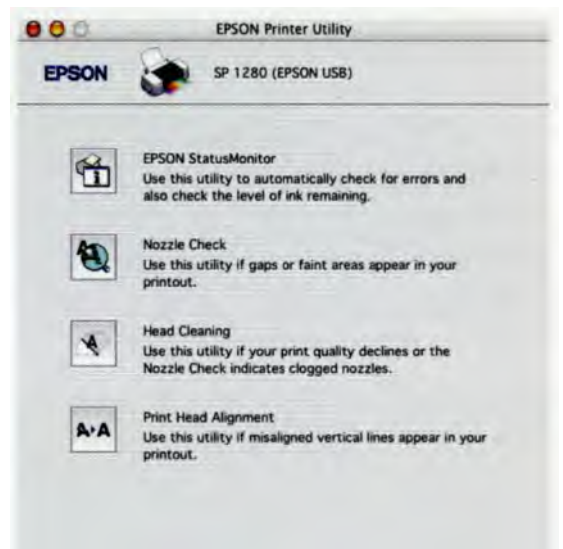 EPSON Printer Utility
EPSON
SP 1280 (EPSON USB)
EPSON StatusMonitor
Use this utility to automatically check for errors and
also check the level of ink remaining.
Nozzle Check
Use this utility if gaps or faint areas appear in your
printout.
Head Cleaning
Use this utility if your print quality declines or the
Nozzle Check indicates clogged nozzles.
Print Head Alignment
A›A
Use this utility if misaligned vertical lines appear in your
printout.